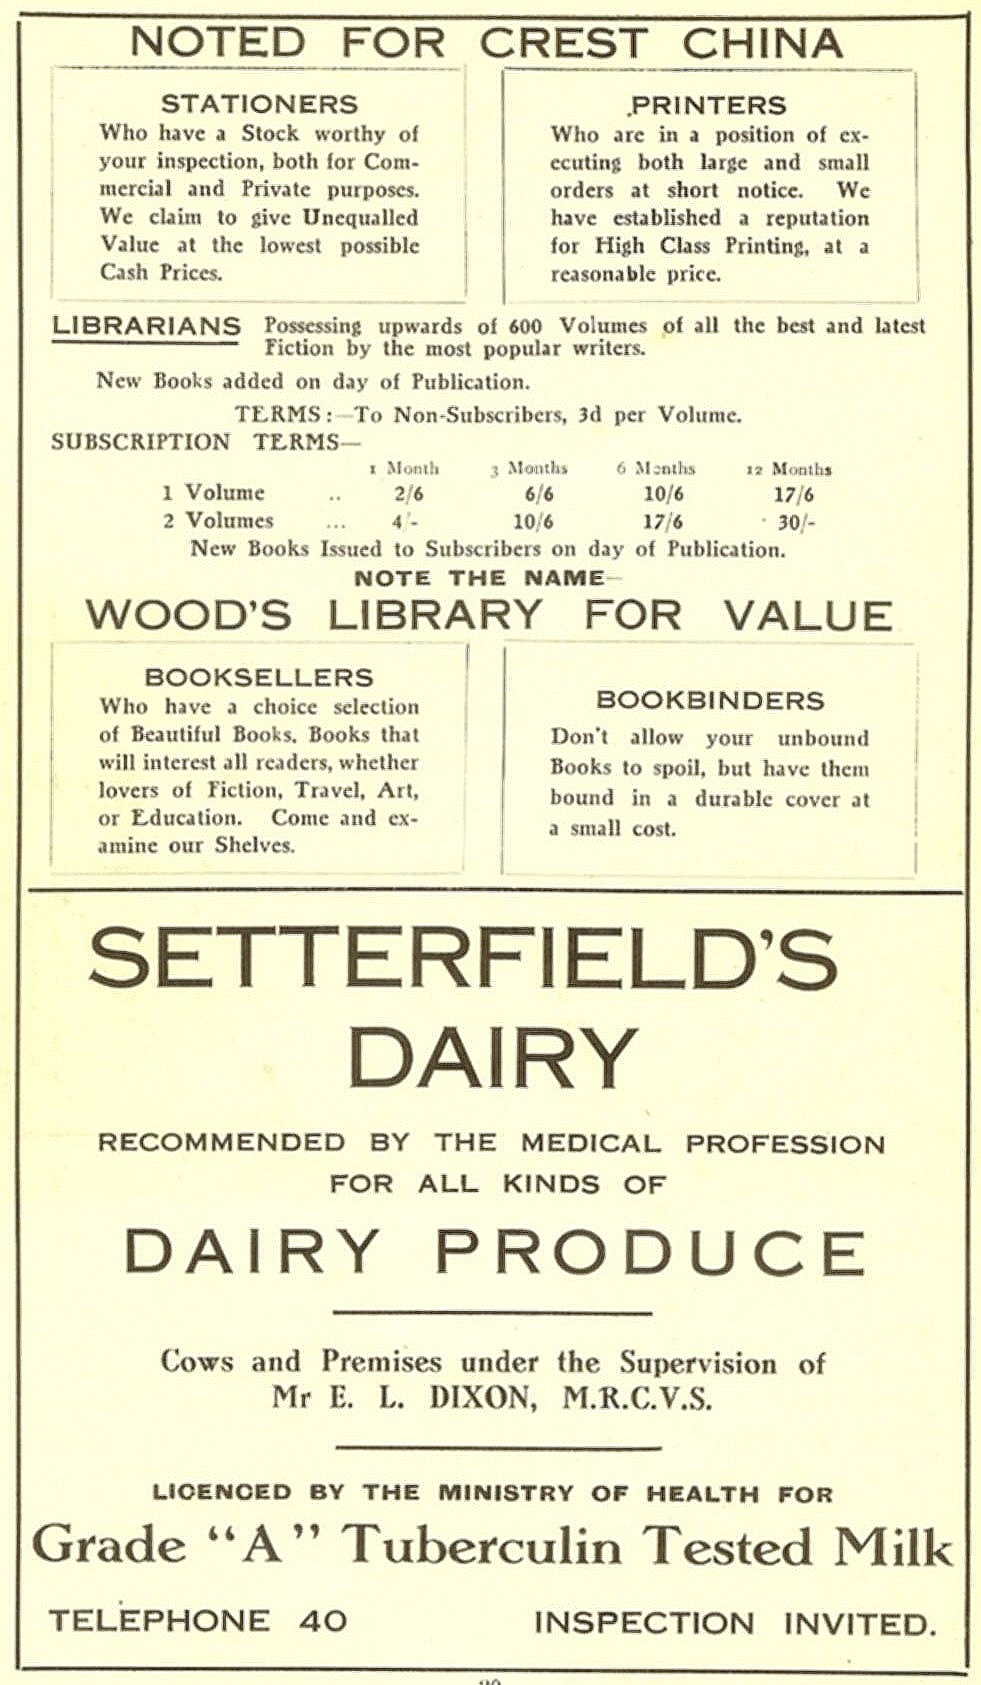 NOTED FOR CREST CHINA
STATIONERS
Who have a Stock worthy of
your inspection, both for Com-
mercial and Private purposes.
We claim to give Unequalled
Value at the lowest possible
Cash Prices.
PRINTERS
Who are in a position of ex-
ecuting both large and small
orders at short notice. We
have established a reputation
for High Class Printing, at a
reasonable price.
LIBRARIANS Possessing upwards of 600 Volumes of all the best and latest
Fiction by the most popular writers.
New Books added on day of Publication.
TERMS:—To Non-Subscribers, 3d per Volume.
SUBSCRIPTION TERMS—
1 Month 3 Months 6 Months 12 Months
1 Volume .. 2/6 6/6 10/6 17/6
2 Volumes ... 4/- 10/6 17/6 30/-
New Books Issued to Subscribers on day of Publication.
NOTE THE NAME—
WOOD'S LIBRARY FOR VALUE
BOOKSELLERS
Who have a choice selection
of Beautiful Books. Books that
will interest all readers, whether
lovers of Fiction, Travel, Art,
or Education. Come and ex-
amine our Shelves.
BOOKBINDERS
Don't allow your unbound
Books to spoil, but have them
bound in a durable cover at
a small cost.
SETTERFIELD'S
DAIRY
RECOMMENDED BY THE MEDICAL PROFESSION
FOR ALL KINDS OF
DAIRY PRODUCE
Cows and Premises under the Supervision of
Mr E. L. DIXON, M.R.C.V.S.
LICENCED BY THE MINISTRY OF HEALTH FOR
Grade "A" Tuberculin Tested Milk
TELEPHONE 40 INSPECTION INVITED.